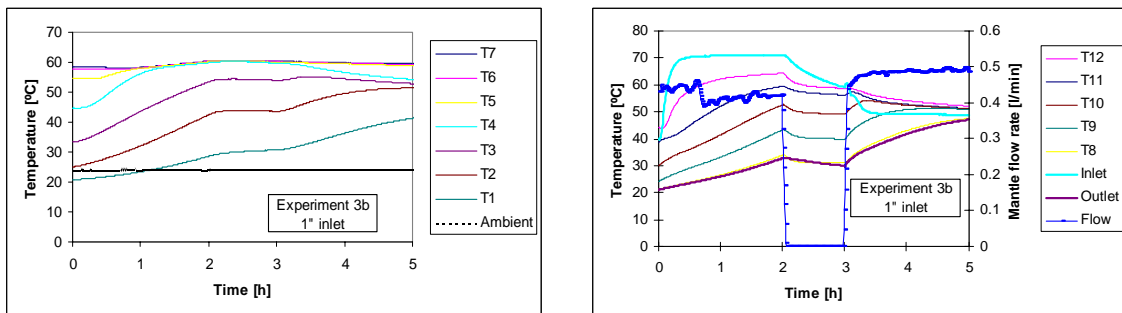 70
60
50
40
30
20
10
0
Temperature [ºC]
0 1 2 3 4 5
Time [h]
Experiment 3b
1" inlet
T7
T6
T5
T4
T3
T2
T1
Ambient
80
70
60
50
40
30
20
10
0
Temperature [ºC]
0 1 2 3 4 5
Time [h]
Experiment 3b
1" inlet
0.6
0.5
0.4
0.3
0.2
0.1
0
Mantle flow rate [l/min]
T12
T11
T10
T9
T8
Inlet
Outlet
Flow